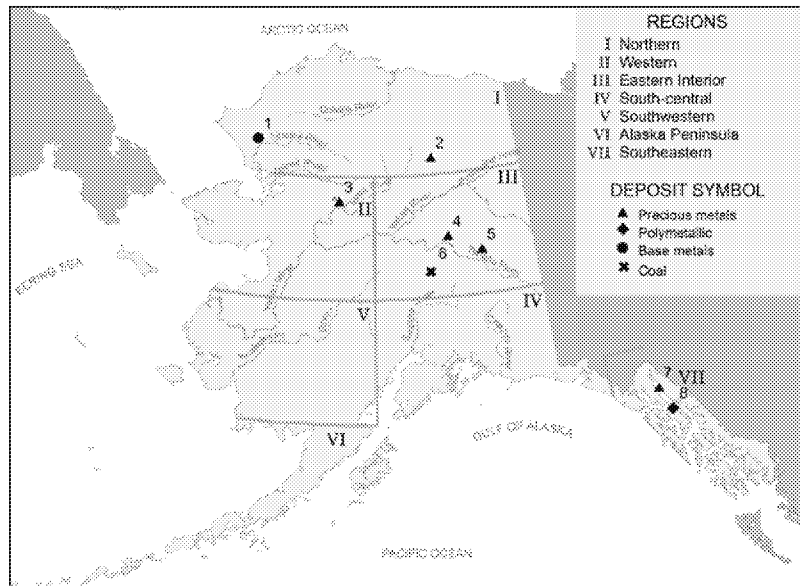 ARCTIC OCEAN
REGIONS
I Northern
II Western
III Eastern Interior
IV South-central
V Southwestern
VI Alaska Peninsula
VII Southeastern
DEPOSIT SYMBOL
Precious metals
Polymetallic
Base metals
Coal
I
1
2
III
3
II
4
5
6
BERING SEA
V
IV
7
VII
8
VI
GULF OF ALASKA
PACIFIC OCEAN